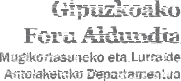 Gipuzkoako
Foru Aldundia
Mugikortasuneko eta Lurralde
Antolaketako Departamentua